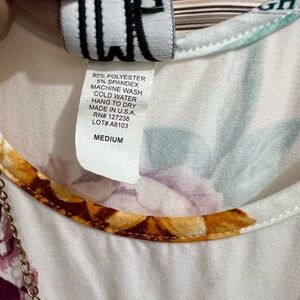 95% POLYESTER
5% SPANDEX
MACHINE WASH
COLD WATER
HANG TO DRY
MADE IN U.S.A.
RN# 127238
LOT# A8103
MEDIUM